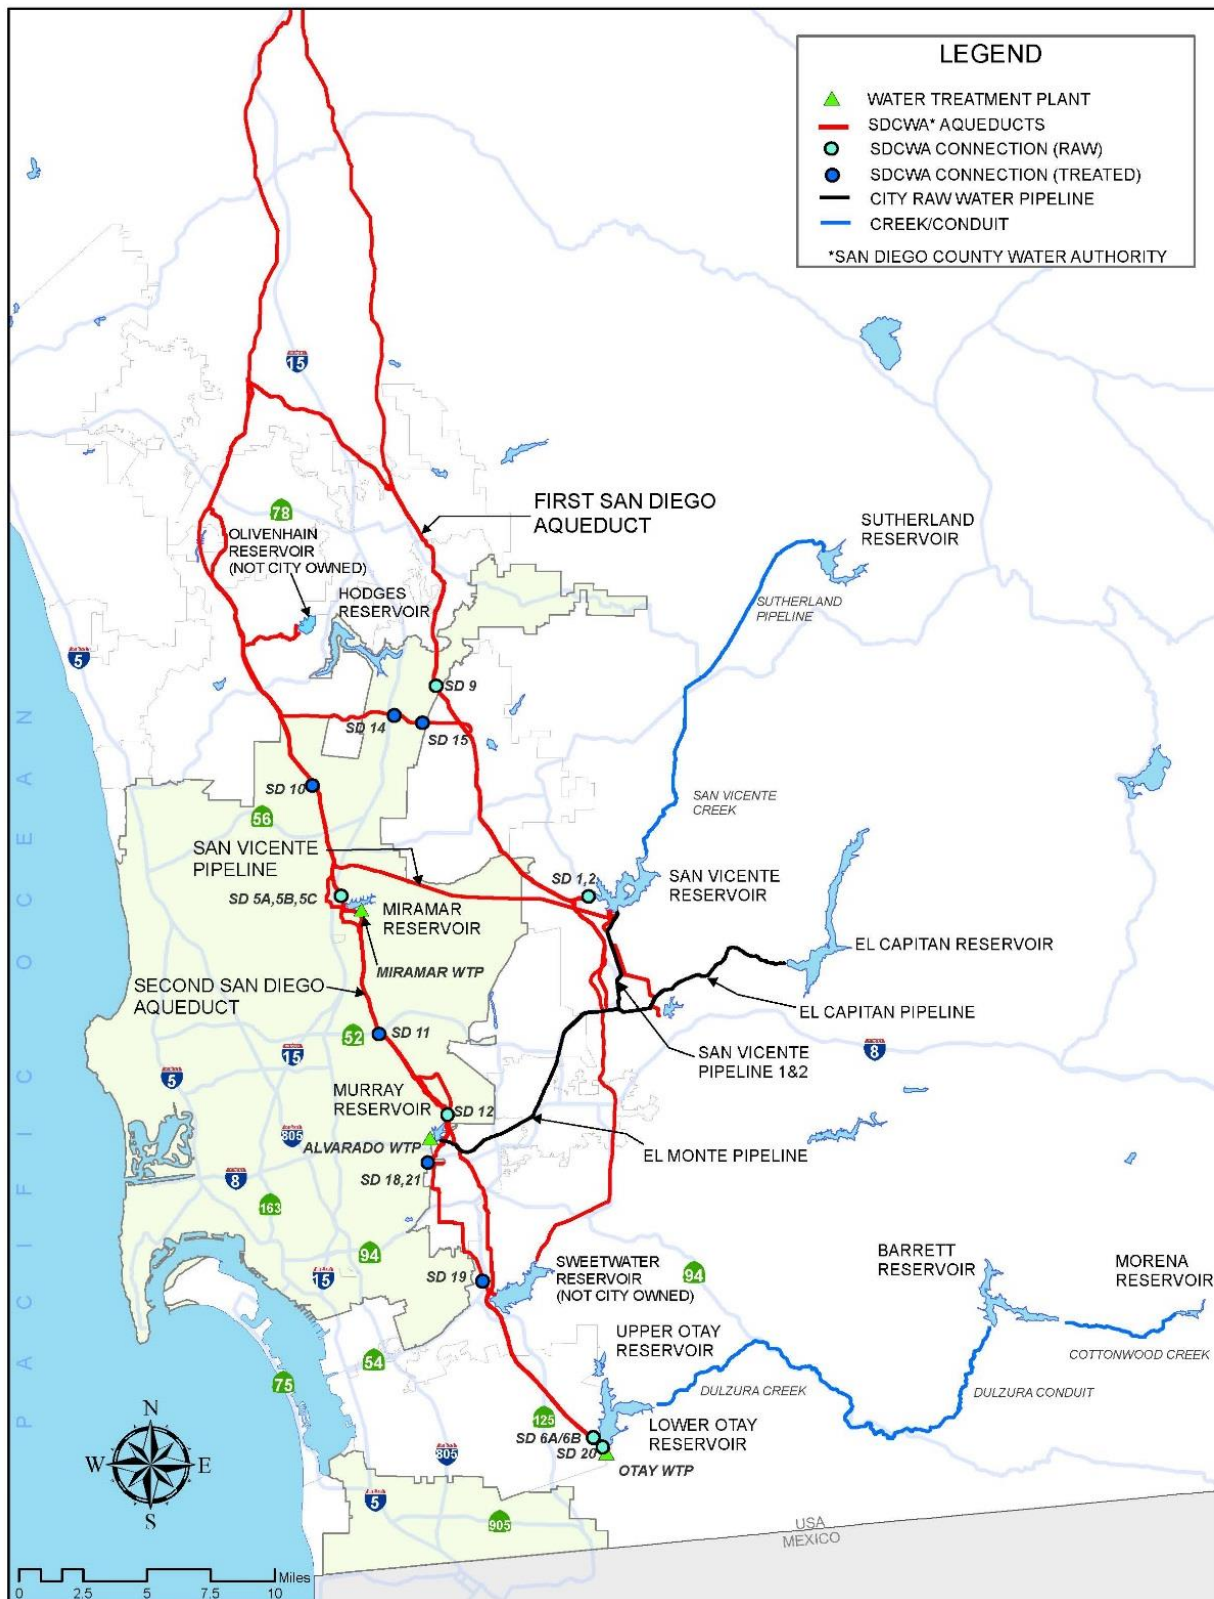 LEGEND
WATER TREATMENT PLANT
SDCWA* AQUEDUCTS
SDCWA CONNECTION (RAW)
SDCWA CONNECTION (TREATED)
CITY RAW WATER PIPELINE
CREEK/CONDUIT
*SAN DIEGO COUNTY WATER AUTHORITY
15
FIRST SAN DIEGO
AQUEDUCT
78
OLIVENHAIN
RESERVOIR
(NOT CITY OWNED)
HODGES
RESERVOIR
SUTHERLAND
RESERVOIR
SUTHERLAND
PIPELINE
5
SD 9
SD 14
SD 15
SD 10
56
SAN VICENTE
CREEK
SAN VICENTE
PIPELINE
SD 1,2
SAN VICENTE
RESERVOIR
SD 5A,5B,5C
MIRAMAR
RESERVOIR
MIRAMAR WTP
EL CAPITAN RESERVOIR
SECOND SAN DIEGO
AQUEDUCT
EL CAPITAN PIPELINE
52
SD 11
15
5
8
SAN VICENTE
PIPELINE 1&2
MURRAY
RESERVOIR
SD 12
805
ALVARADO WTP
EL MONTE PIPELINE
SD 18,21
8
163
94
15
SD 19
SWEETWATER
RESERVOIR
(NOT CITY OWNED)
94
BARRETT
RESERVOIR
MORENA
RESERVOIR
UPPER OTAY
RESERVOIR
54
75
DULZURA CREEK
COTTONWOOD CREEK
DULZURA CONDUIT
125
SD 6A/6B
SD 20
LOWER OTAY
RESERVOIR
OTAY WTP
805
5
905
PACIFIC OCEAN
N
W
E
S
USA
MEXICO
Miles
0 2.5 5 7.5 10